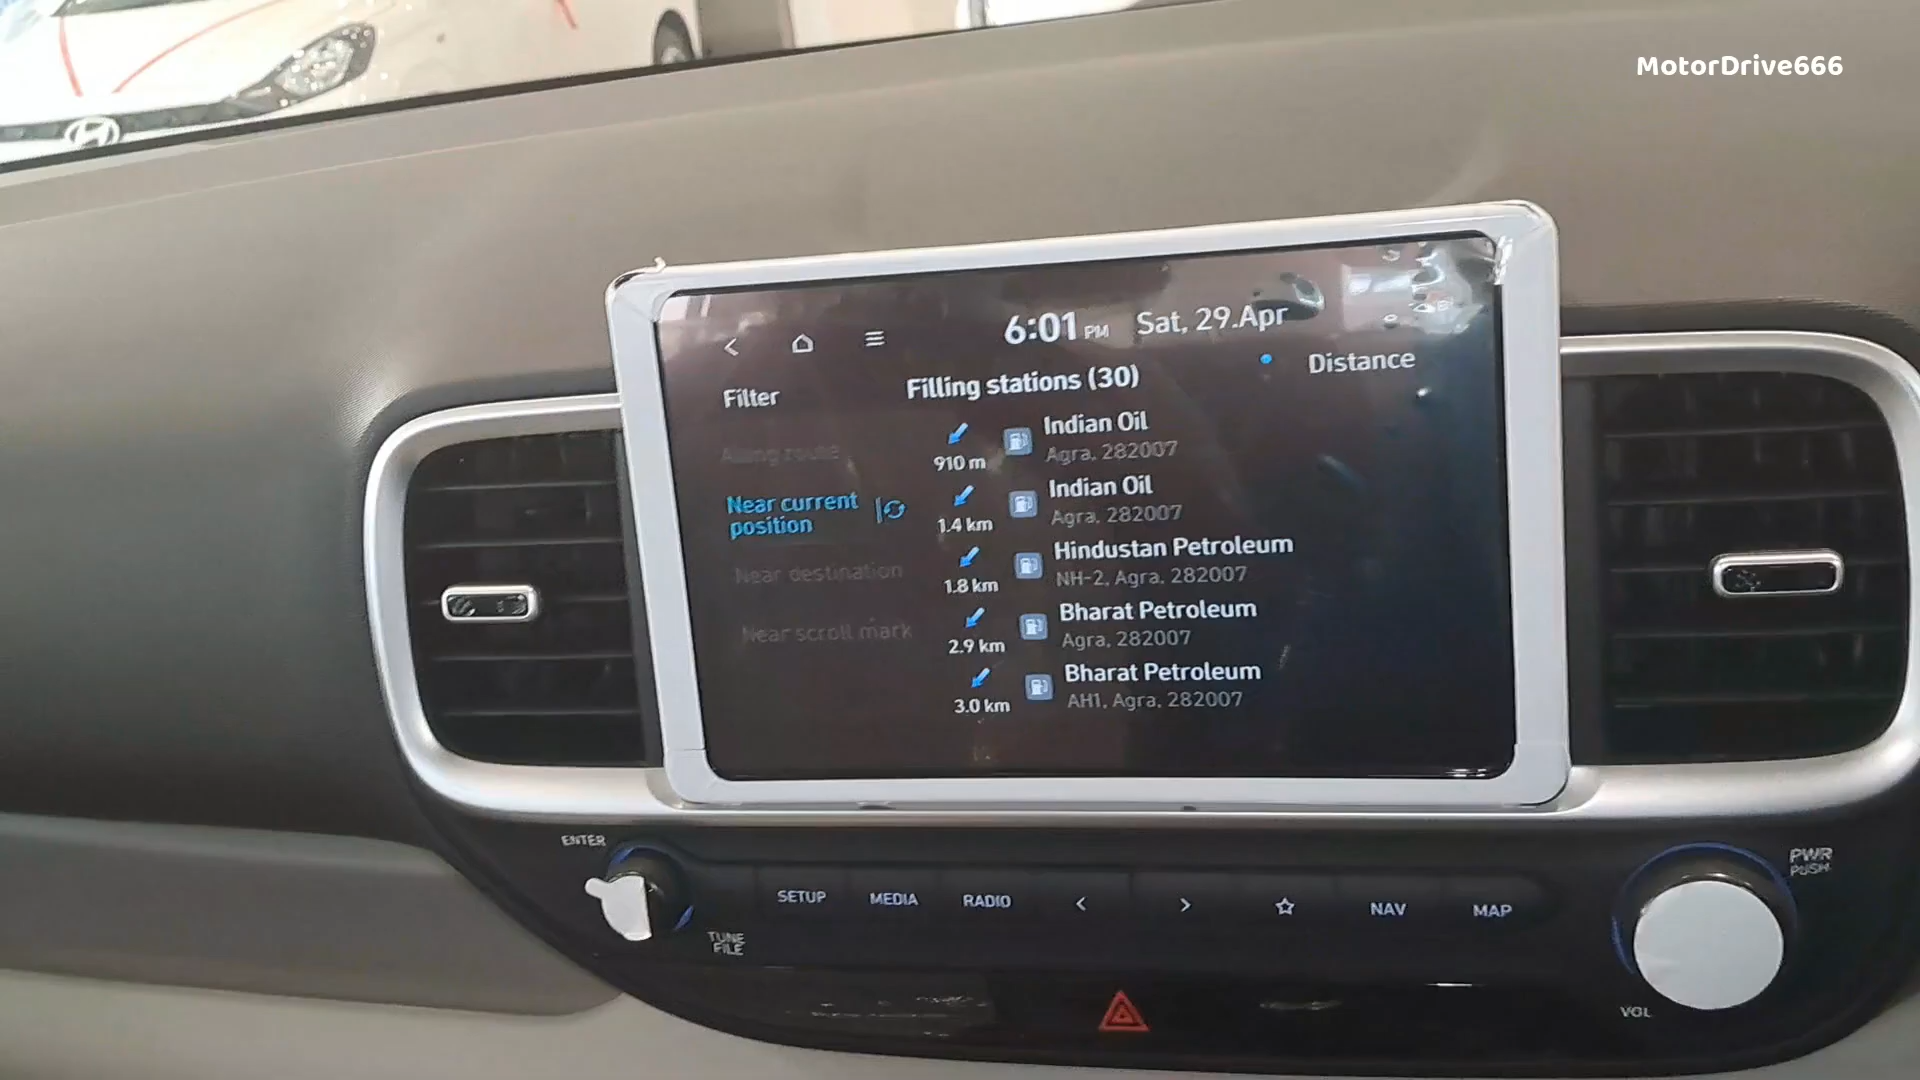 MotorDrive666
6:01 PM Sat, 29.Apr
Filter
Filling stations (30)
Distance
Along route
Near current
position
Near destination
Near scroll mark
910 m
Indian Oil
Agra, 282007
1.4 km
Indian Oil
Agra, 282007
1.8 km
Hindustan Petroleum
NH-2, Agra, 282007
2.9 km
Bharat Petroleum
Agra, 282007
3.0 km
Bharat Petroleum
AH1, Agra, 282007
ENTER
TUNE
FILE
SETUP
MEDIA
RADIO
NAV
MAP
PWR
PUSH
VOL